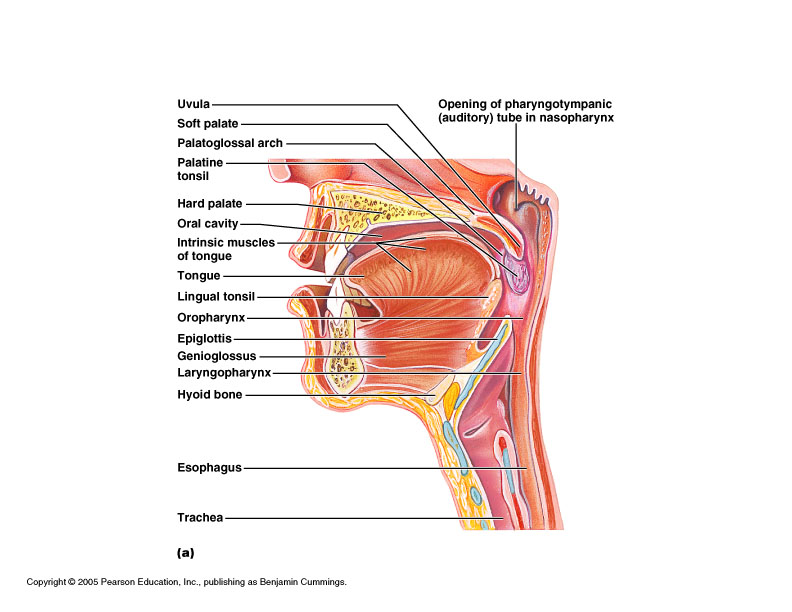 Uvula
Soft palate
Palatoglossal arch
Palatine
tonsil
Hard palate
Oral cavity
Intrinsic muscles
of tongue
Tongue
Lingual tonsil
Oropharynx
Epiglottis
Genioglossus
Laryngopharynx
Hyoid bone
Esophagus
Trachea
Opening of pharyngotympanic
(auditory) tube in nasopharynx
(a)
Copyright © 2005 Pearson Education, Inc., publishing as Benjamin Cummings.